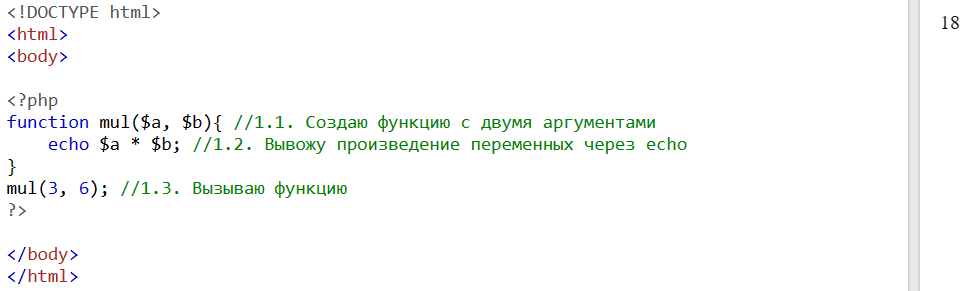 <!DOCTYPE html>
<html>
<body>
<?php
function mul($a, $b){ //1.1. Создаю функцию с двумя аргументами
    echo $a * $b; //1.2. Вывожу произведение переменных через echo
}
mul(3, 6); //1.3. Вызываю функцию
?>
</body>
</html>
18